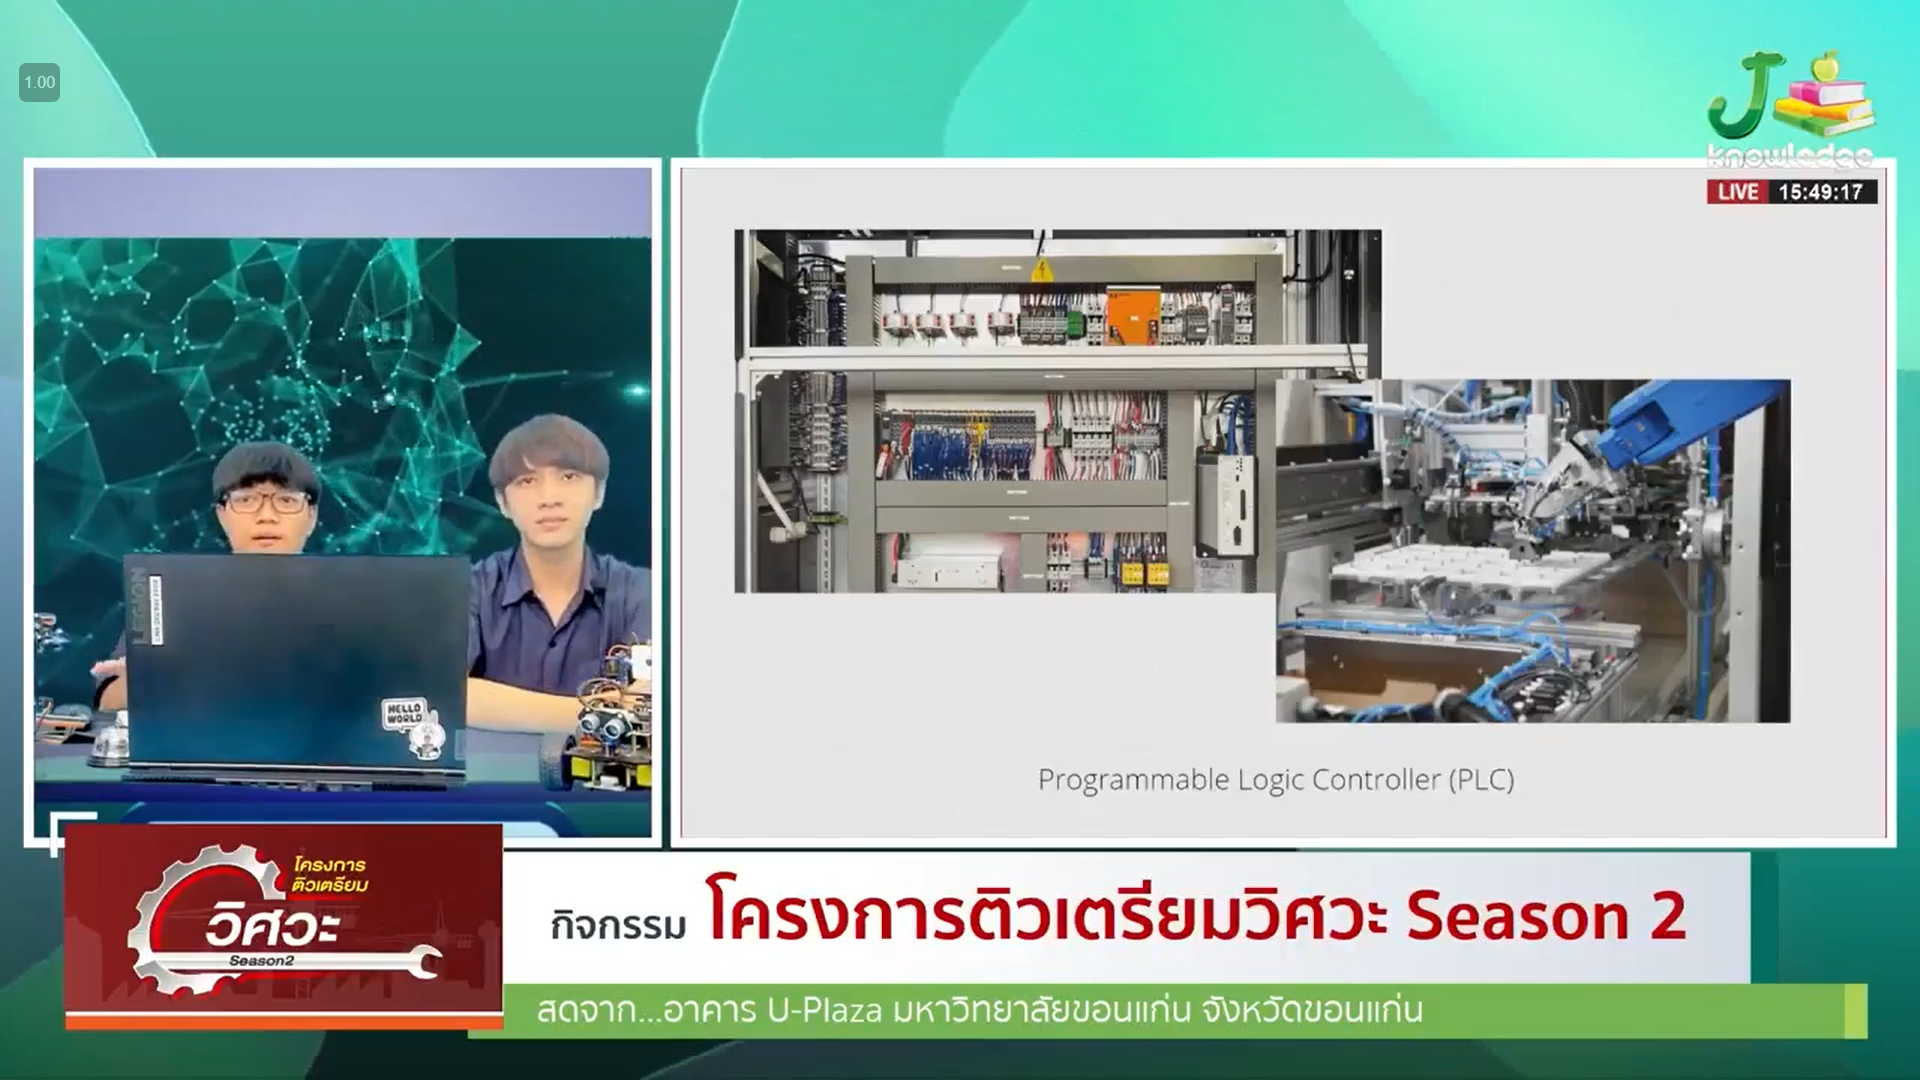 1.00
J
knowledge
LIVE 15:49:17
LEGION
HELLO
WORLD
Programmable Logic Controller (PLC)
โครงการ
ติวเตรียม
วิศวะ
Season2
กิจกรรม โครงการติวเตรียมวิศวะ Season 2
สดจาก...อาคาร U-Plaza มหาวิทยาลัยขอนแก่น จังหวัดขอนแก่น